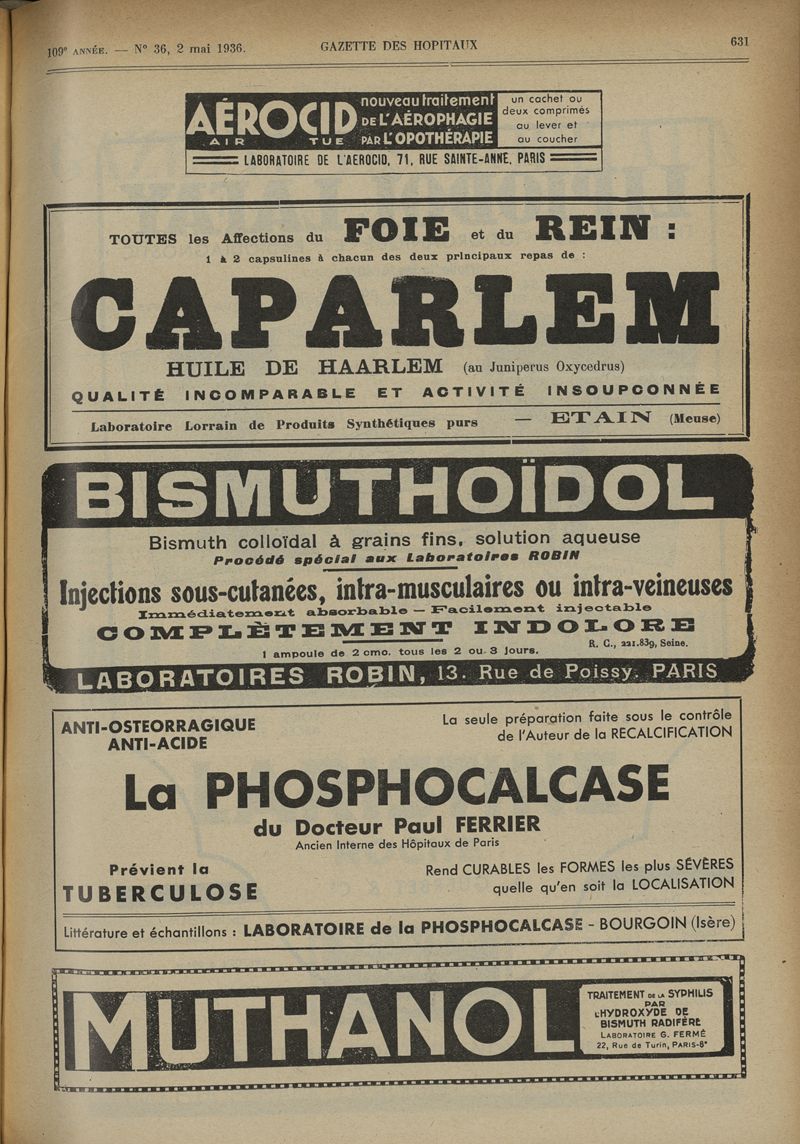 109e ANNÉE. — N° 36, 2 mai 1936.
GAZETTE DES HOPITAUX
631
AÉROCID
AIR TUE
nouveau traitement
DE L'AÉROPHAGIE
PAR L'OPOTHÉRAPIE
un cachet ou
deux comprimés
au lever et
au coucher
LABORATOIRE DE L'AEROCID, 71, RUE SAINTE-ANNE, PARIS
TOUTES les Affections du FOIE et du REIN :
1 à 2 capsulines à chacun des deux principaux repas de :
CAPARLEM
HUILE DE HAARLEM (au Juniperus Oxycedrus)
QUALITÉ INCOMPARABLE ET ACTIVITÉ INSOUPCONNÉE
Laboratoire Lorrain de Produits Synthétiques purs — ETAIN (Meuse)
BISMUTHOÏDOL
Bismuth colloïdal à grains fins, solution aqueuse
Procédé spécial aux Laboratoires ROBIN
Injections sous-cutanées, intra-musculaires ou intra-veineuses
Immédiatement absorbable — Facilement injectable
COMPLÈTEMENT INDOLORE
R. C., 221.839, Seine.
1 ampoule de 2 cmc. tous les 2 ou 3 jours.
LABORATOIRES ROBIN, 13. Rue de Poissy. PARIS
ANTI-OSTEORRAGIQUE
ANTI-ACIDE
La seule préparation faite sous le contrôle
de l'Auteur de la RECALCIFICATION
La PHOSPHOCALCASE
du Docteur Paul FERRIER
Ancien Interne des Hôpitaux de Paris
Prévient la
TUBERCULOSE
Rend CURABLES les FORMES les plus SÉVÈRES
quelle qu'en soit la LOCALISATION
Littérature et échantillons : LABORATOIRE de la PHOSPHOCALCASE - BOURGOIN (Isère)
MUTHANOL
TRAITEMENT DE LA SYPHILIS
PAR
L'HYDROXYDE DE
BISMUTH RADIFÈRE
LABORATOIRE G. FERMÉ
22, Rue de Turin, PARIS-8e